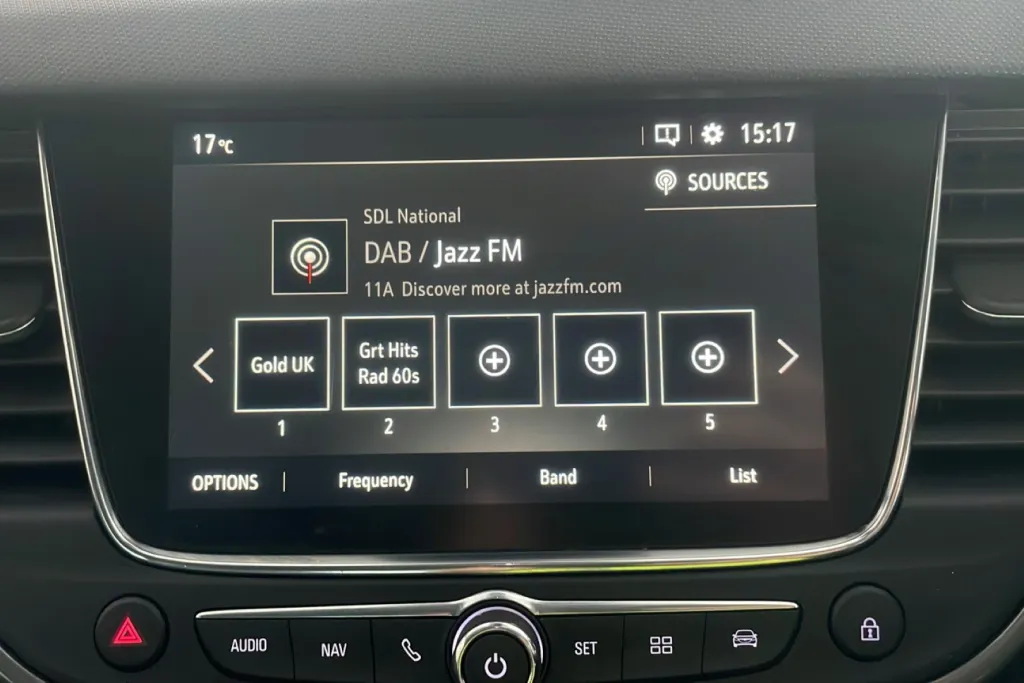 17°C
15:17
SOURCES
SDL National
DAB / Jazz FM
11A Discover more at jazzfm.com
Gold UK
Grt Hits
Rad 60s
1 2 3 4 5
OPTIONS Frequency Band List
AUDIO NAV SET